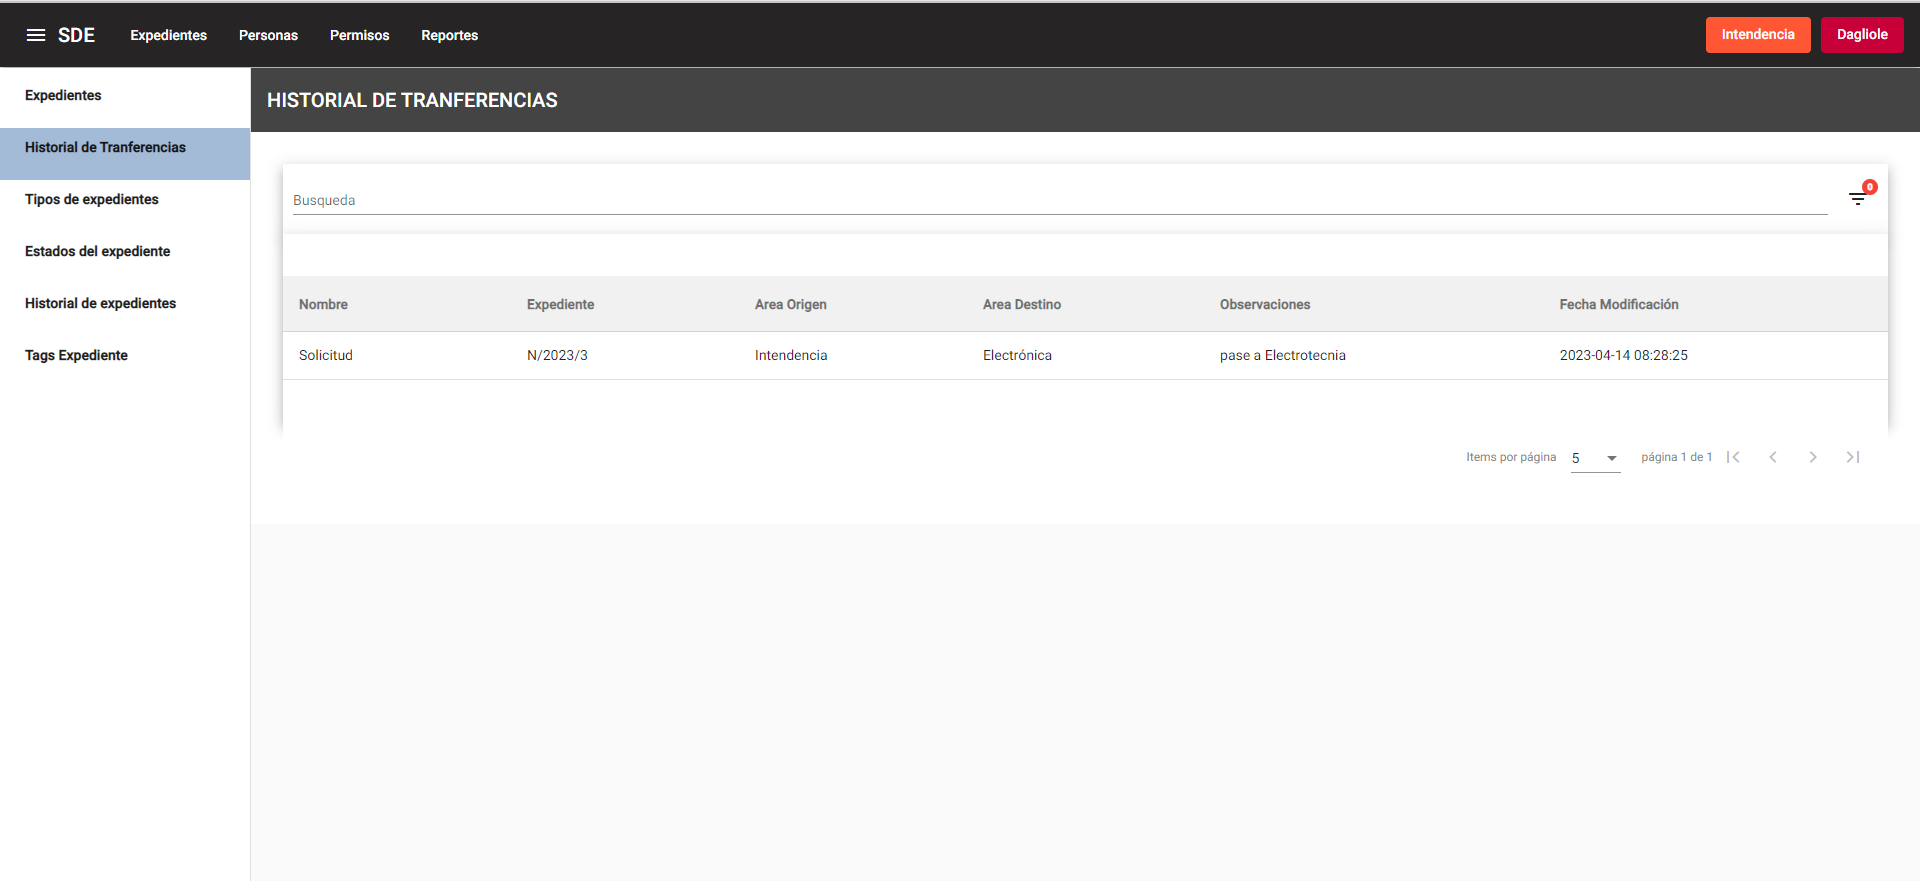 SDE Expedientes Personas Permisos Reportes Intendencia Dagliole
Expedientes
Historial de Tranferencias
Tipos de expedientes
Estados del expediente
Historial de expedientes
Tags Expediente
HISTORIAL DE TRANFERENCIAS
Busqueda 0
Nombre Expediente Area Origen Area Destino Observaciones Fecha Modificación
Solicitud N/2023/3 Intendencia Electrónica pase a Electrotecnia 2023-04-14 08:28:25
Items por página 5 página 1 de 1